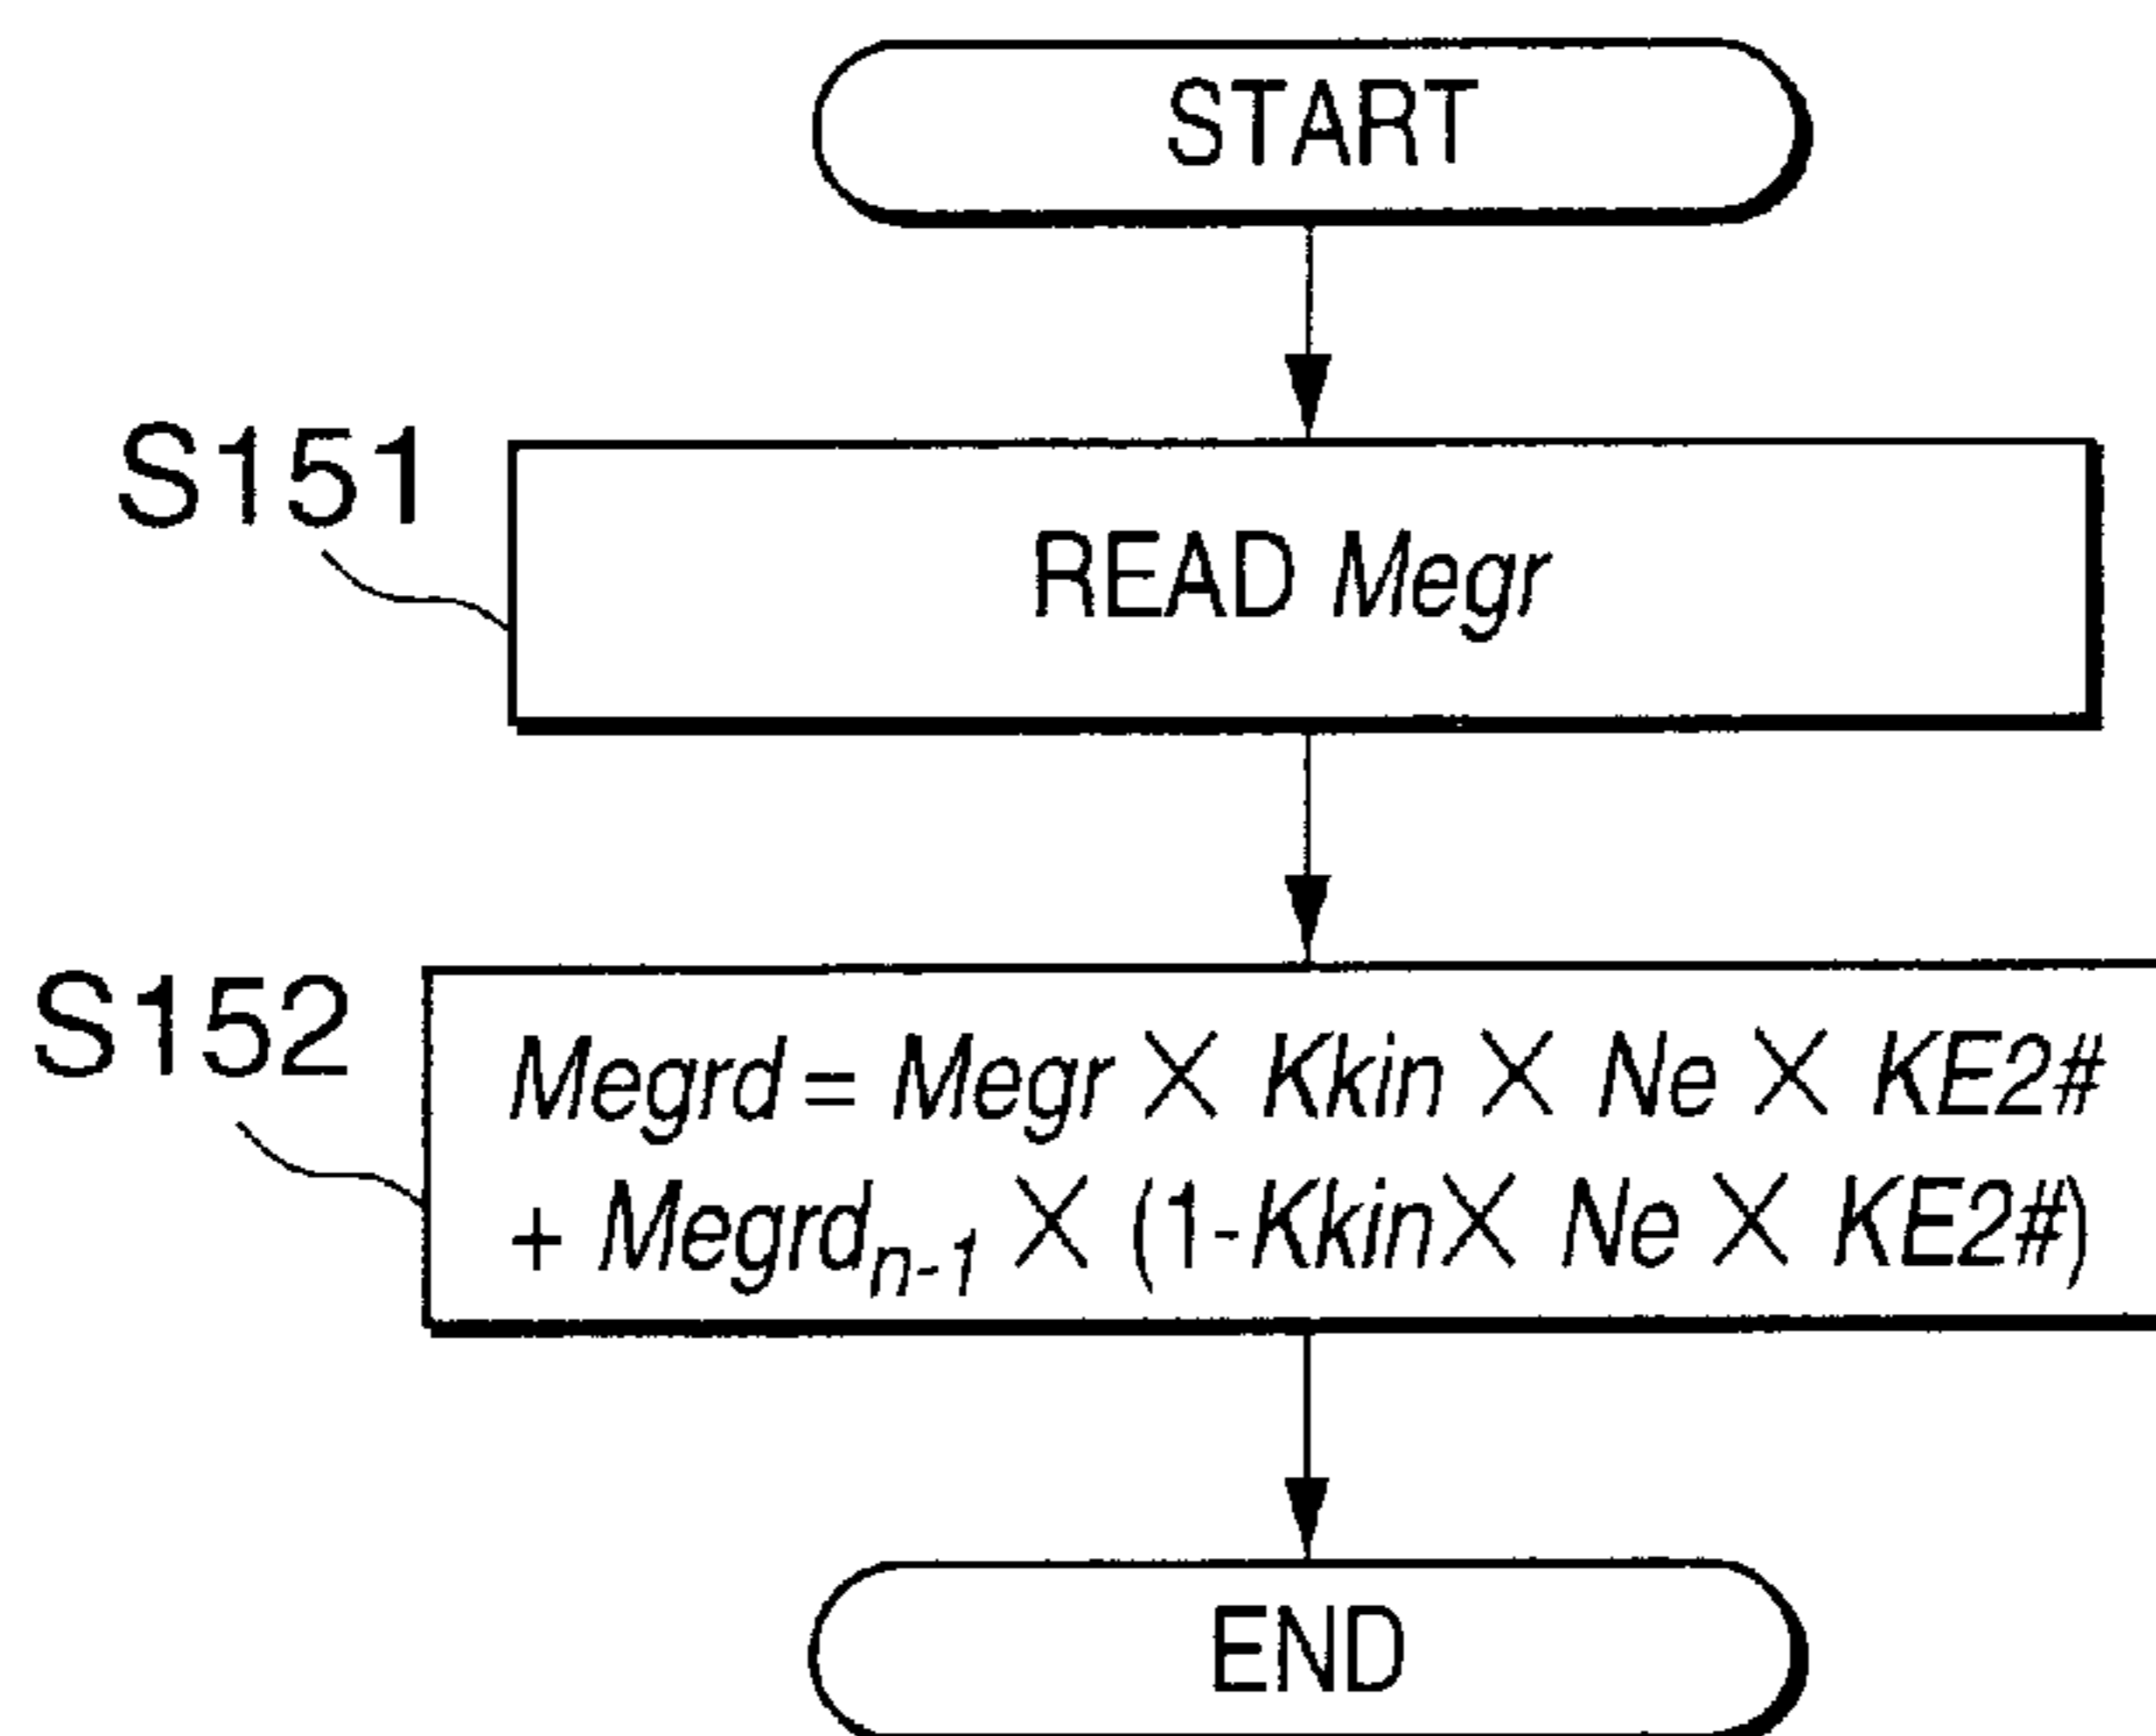 START
S151
READ Megr
S152
Megrd = Megr × Kkin × Ne × KE2#
+ Megrdn-1 × (1-Kkin× Ne × KE2#)
END